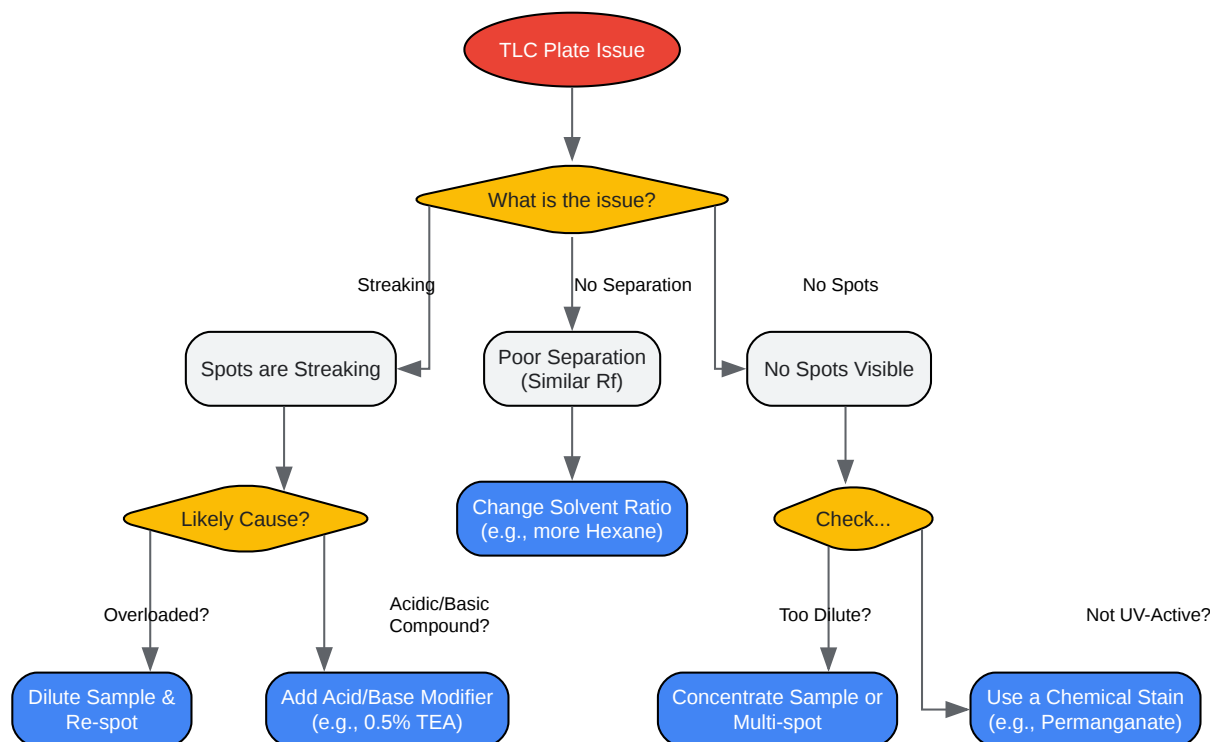 TLC Plate Issue
What is the issue?
Streaking
No Separation
No Spots
Spots are Streaking
Poor Separation
(Similar Rf)
No Spots Visible
Change Solvent Ratio
(e.g., more Hexane)
Likely Cause?
Check...
Overloaded?
Acidic/Basic
Compound?
Too Dilute?
Not UV-Active?
Dilute Sample &
Re-spot
Add Acid/Base Modifier
(e.g., 0.5% TEA)
Concentrate Sample or
Multi-spot
Use a Chemical Stain
(e.g., Permanganate)